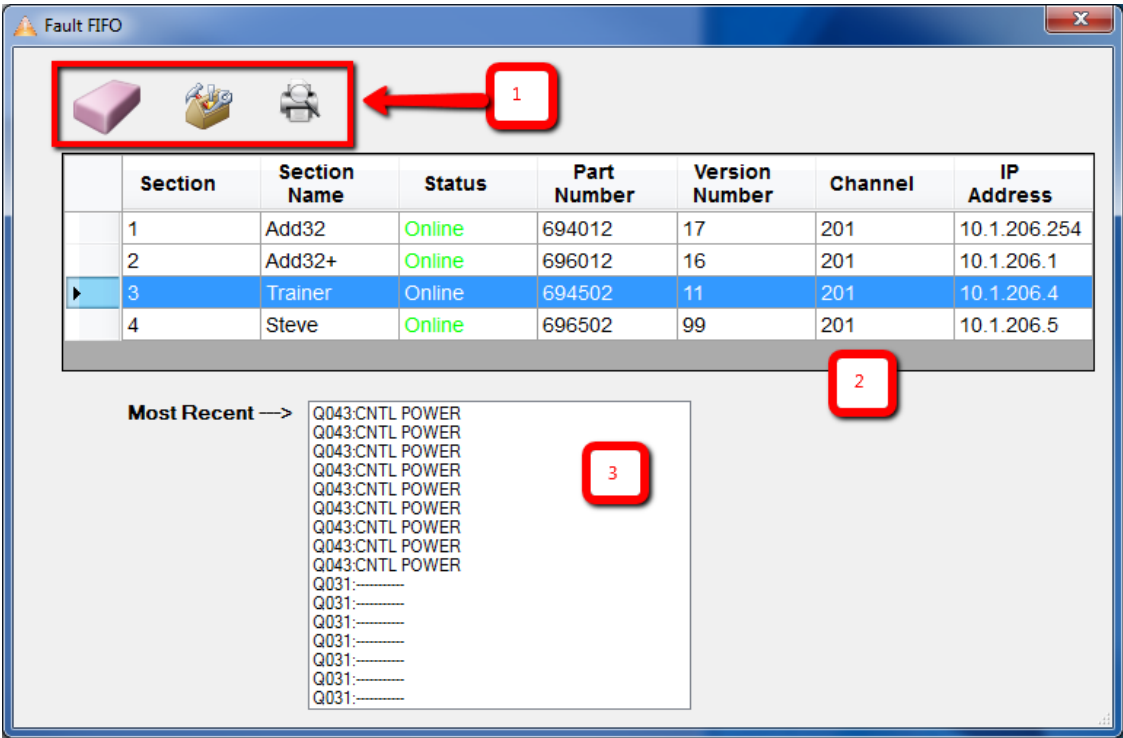 Fault FIFO
x
1
Section Section Name Status Part Number Version Number Channel IP Address
1 Add32 Online 694012 17 201 10.1.206.254
2 Add32+ Online 696012 16 201 10.1.206.1
3 Trainer Online 694502 11 201 10.1.206.4
4 Steve Online 696502 99 201 10.1.206.5
2
Most Recent --->
Q043:CNTL POWER
Q043:CNTL POWER
Q043:CNTL POWER
Q043:CNTL POWER
Q043:CNTL POWER
Q043:CNTL POWER
Q043:CNTL POWER
Q043:CNTL POWER
Q043:CNTL POWER
Q031:----------
Q031:----------
Q031:----------
Q031:----------
Q031:----------
Q031:----------
Q031:----------
3